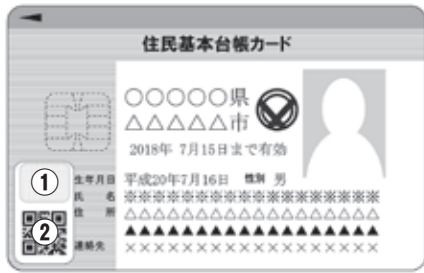 住民基本台帳カード
○○○○○県
△△△△△市
2018年 7月15日まで有効
生年月日 平成20年7月16日 性別 男
氏 名 ※※※※※※※※※※※※※※※※
住 所 △△△△△△△△△△△△△△△△
▲▲▲▲▲▲▲▲▲▲▲▲▲▲▲▲
連絡先 ××××××××××××××××
①
②